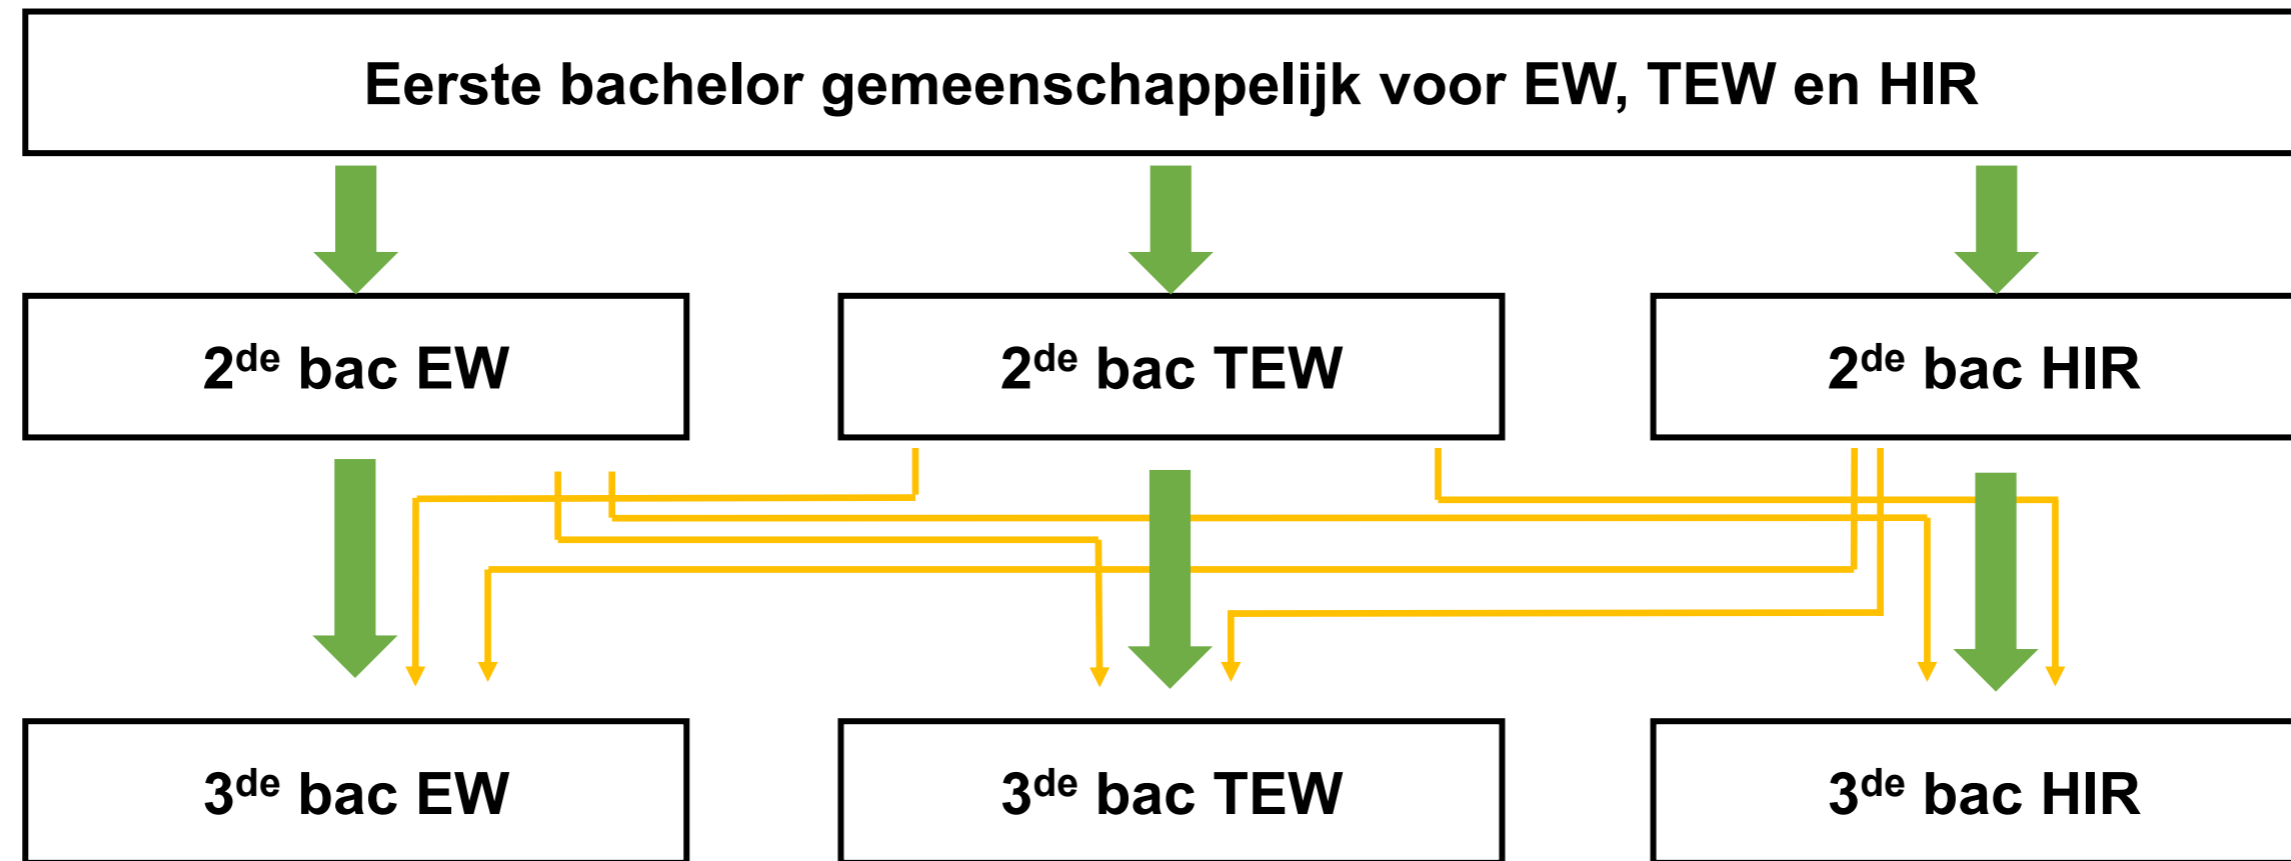 Eerste bachelor gemeenschappelijk voor EW, TEW en HIR
2de bac EW
2de bac TEW
2de bac HIR
3de bac EW
3de bac TEW
3de bac HIR